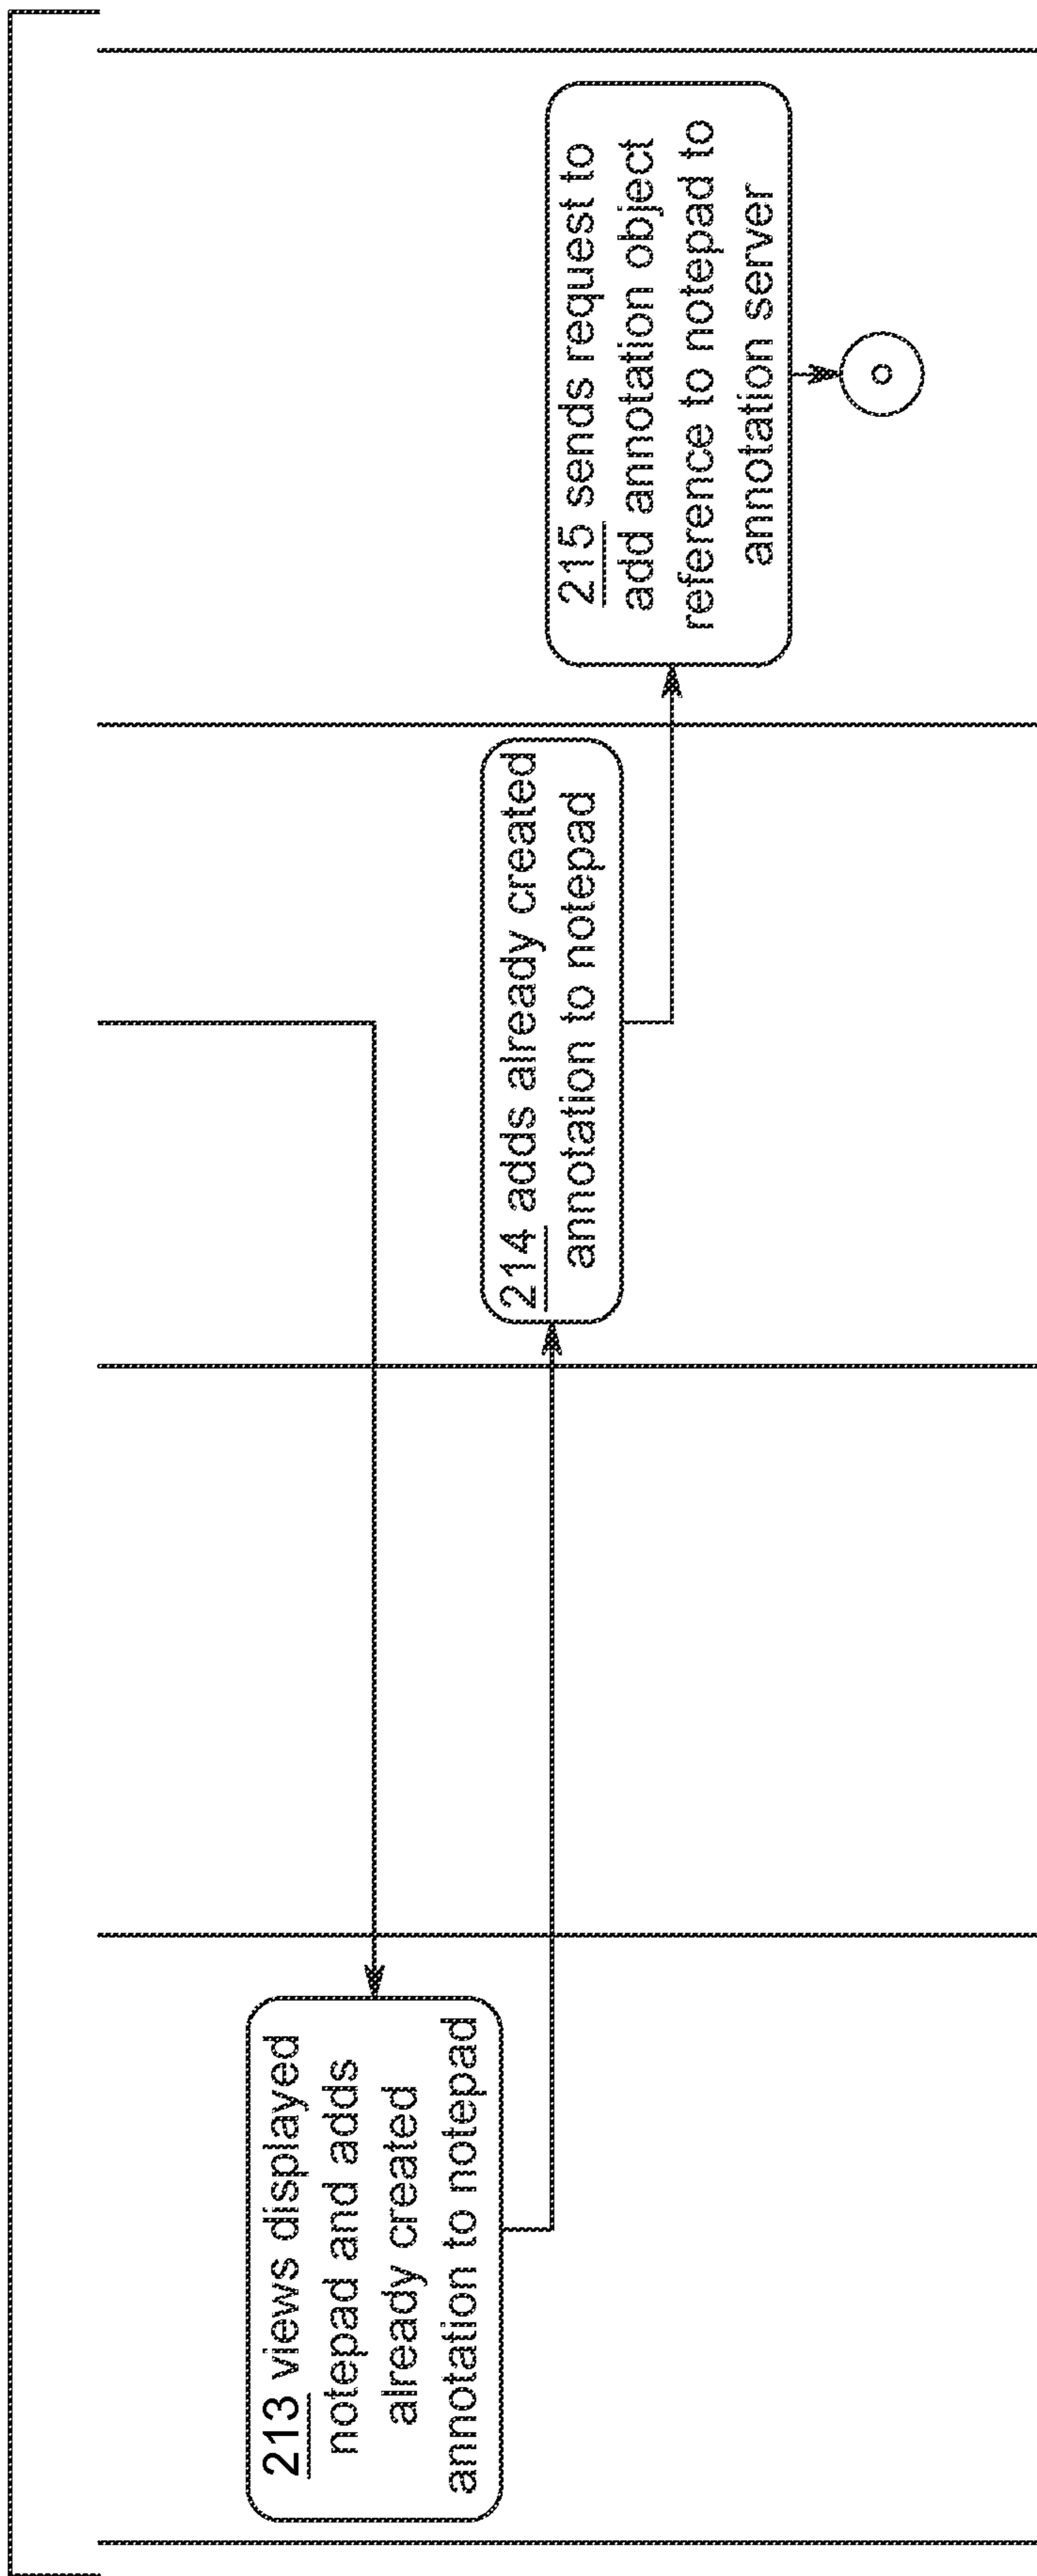 213 views displayed
notepad and adds
already created
annotation to notepad
214 adds already created
annotation to notepad
215 sends request to
add annotation object
reference to notepad to
annotation server